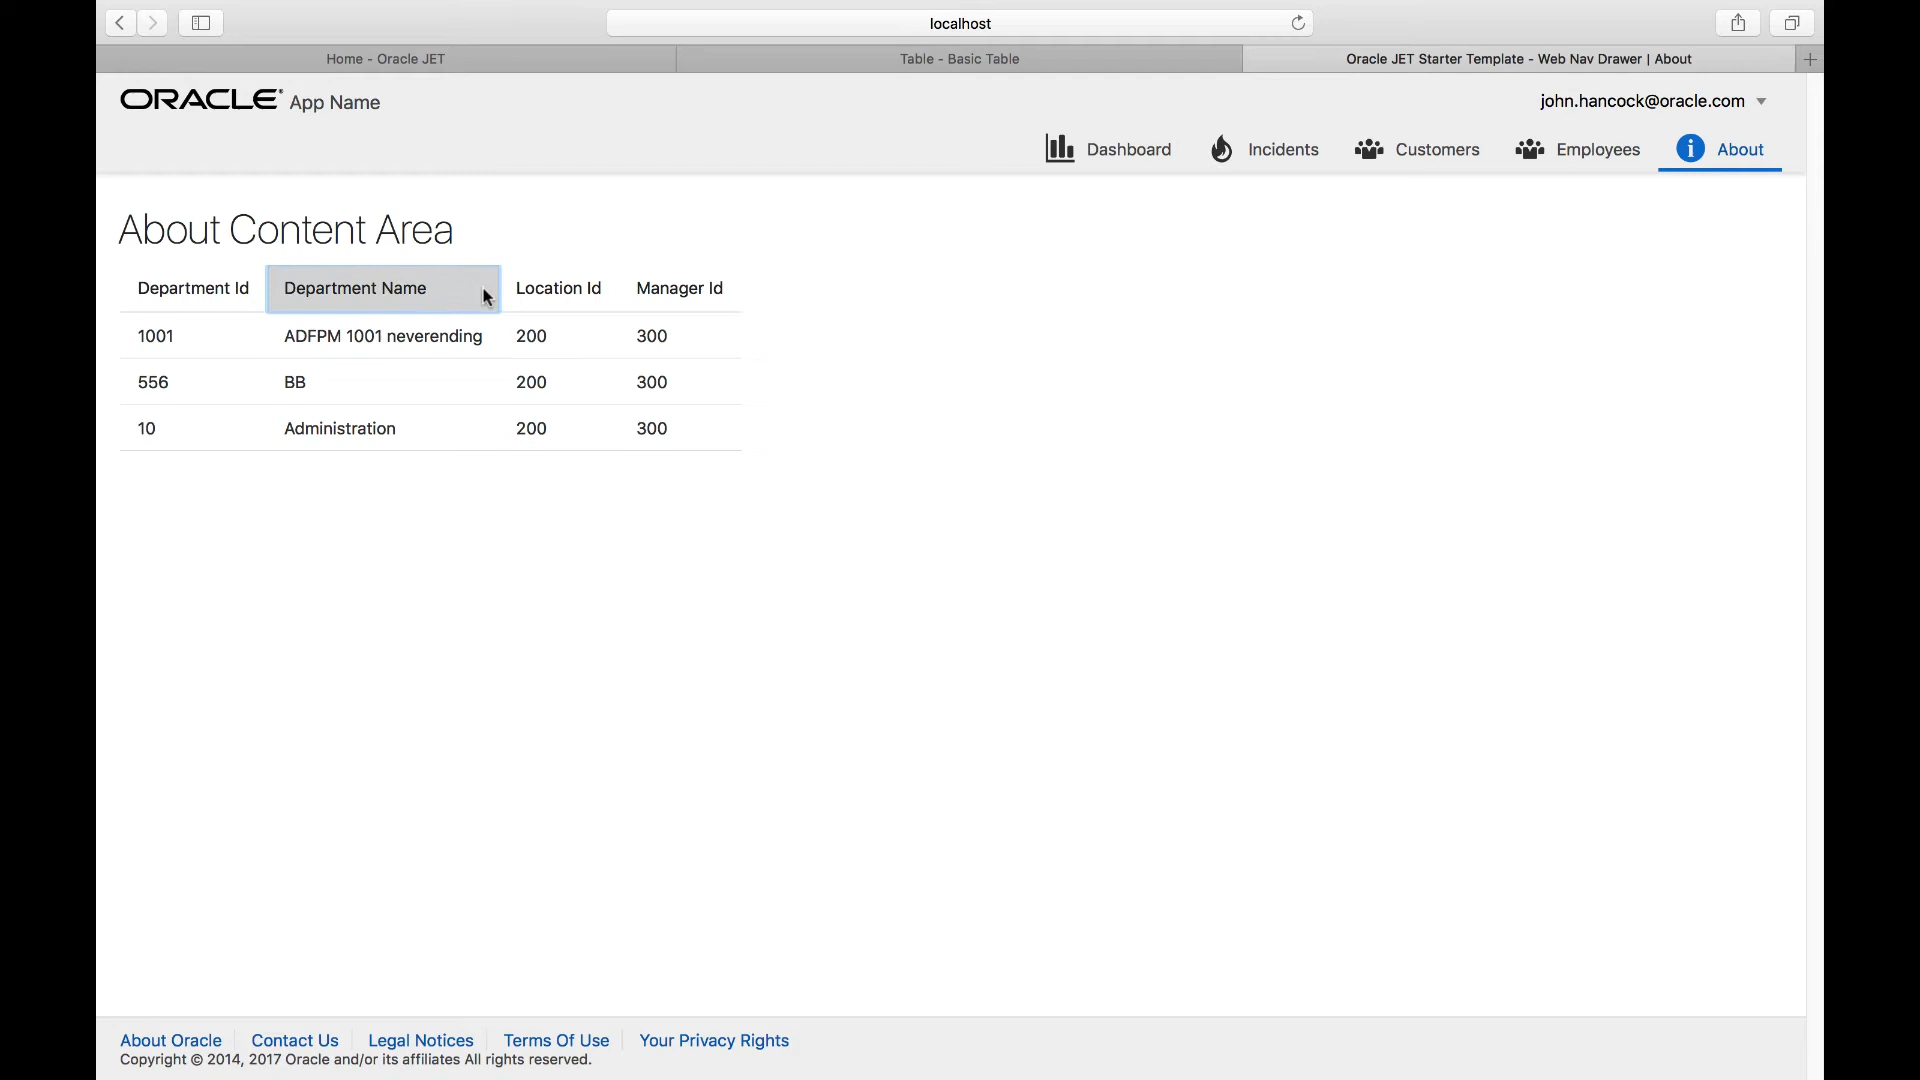 localhost
Home - Oracle JET
Table - Basic Table
Oracle JET Starter Template - Web Nav Drawer | About
ORACLE® App Name
john.hancock@oracle.com
Dashboard
Incidents
Customers
Employees
About
About Content Area
Department Id Department Name Location Id Manager Id
1001 ADFPM 1001 neverending 200 300
556 BB 200 300
10 Administration 200 300
About Oracle Contact Us Legal Notices Terms Of Use Your Privacy Rights
Copyright © 2014, 2017 Oracle and/or its affiliates All rights reserved.